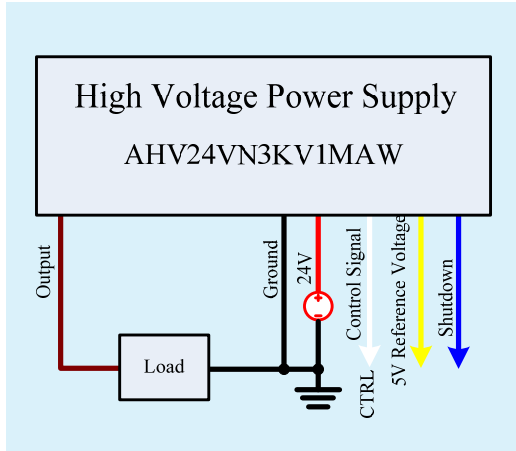 High Voltage Power Supply
AHV24VN3KV1MAW
Output
Ground
24V
Control Signal
5V Reference Voltage
Shutdown
CTRL
Load